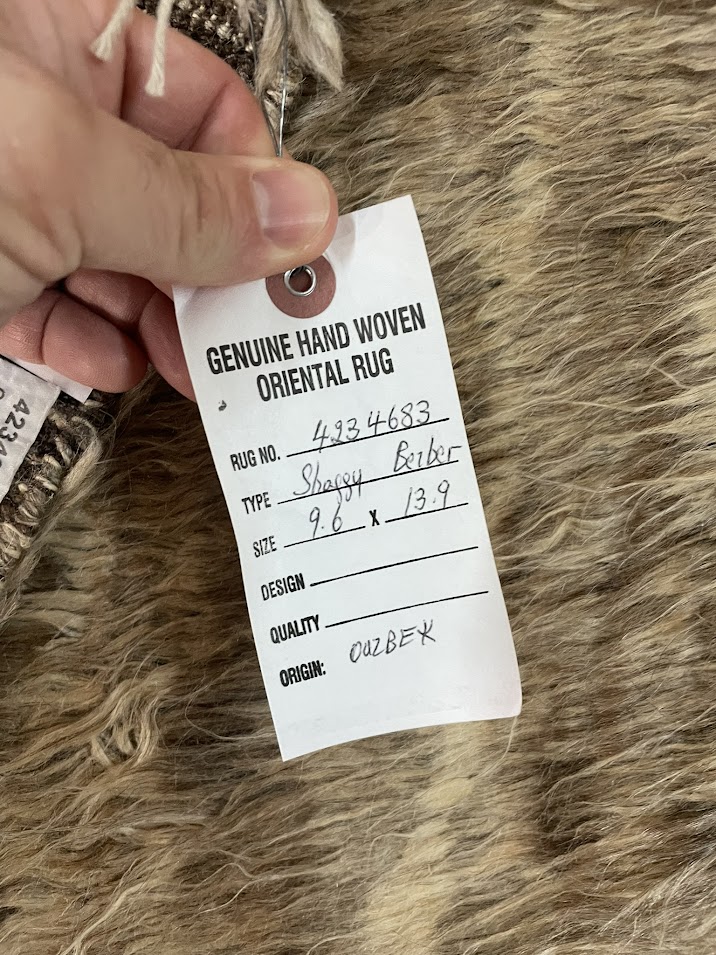 GENUINE HAND WOVEN
ORIENTAL RUG
RUG NO. 4234683
TYPE Shaggy Berber
SIZE 9.6 X 13.9
DESIGN
QUALITY
ORIGIN: OUZBEK